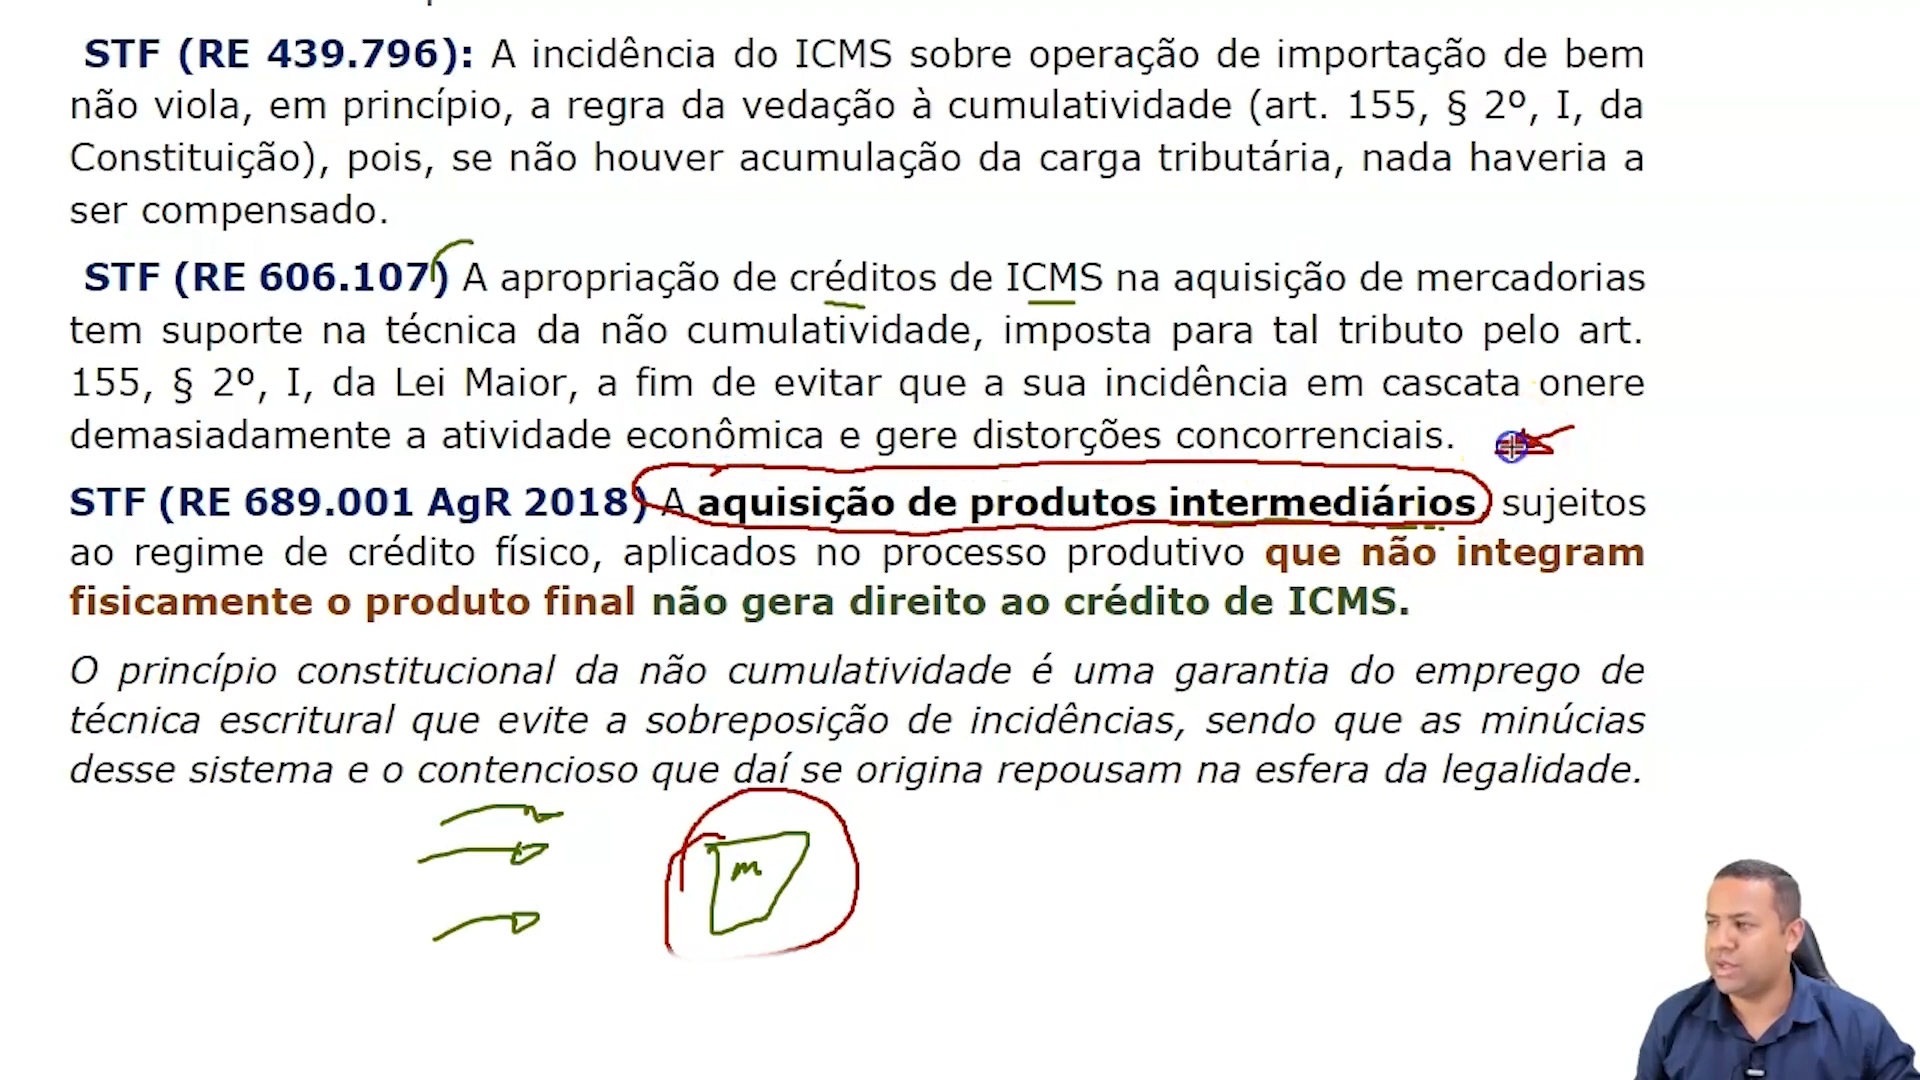 STF (RE 439.796): A incidência do ICMS sobre operação de importação de bem
não viola, em princípio, a regra da vedação à cumulatividade (art. 155, § 2º, I, da
Constituição), pois, se não houver acumulação da carga tributária, nada haveria a
ser compensado.
STF (RE 606.107) A apropriação de créditos de ICMS na aquisição de mercadorias
tem suporte na técnica da não cumulatividade, imposta para tal tributo pelo art.
155, § 2º, I, da Lei Maior, a fim de evitar que a sua incidência em cascata onere
demasiadamente a atividade econômica e gere distorções concorrenciais.
STF (RE 689.001 AgR 2018) A aquisição de produtos intermediários sujeitos
ao regime de crédito físico, aplicados no processo produtivo que não integram
fisicamente o produto final não gera direito ao crédito de ICMS.
O princípio constitucional da não cumulatividade é uma garantia do emprego de
técnica escritural que evite a sobreposição de incidências, sendo que as minúcias
desse sistema e o contencioso que daí se origina repousam na esfera da legalidade.
m